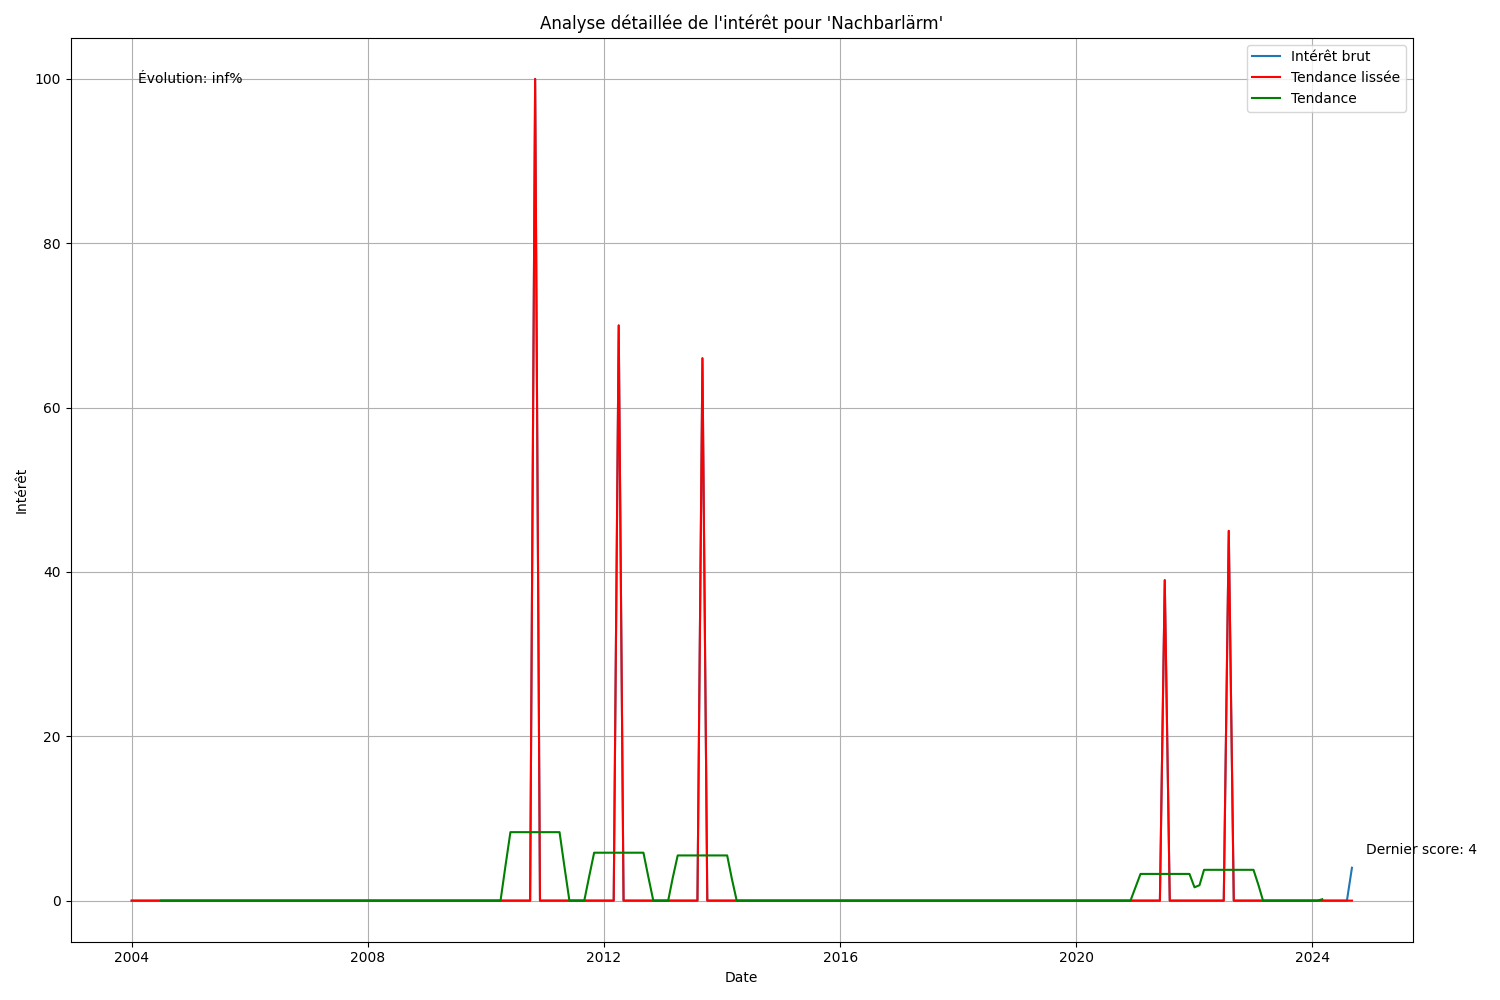 Analyse détaillée de l'intérêt pour 'Nachbarlärm'
Évolution: inf%
Intérêt brut
Tendance lissée
Tendance
100
80
60
40
20
0
Intérêt
Dernier score: 4
2004
2008
2012
2016
2020
2024
Date